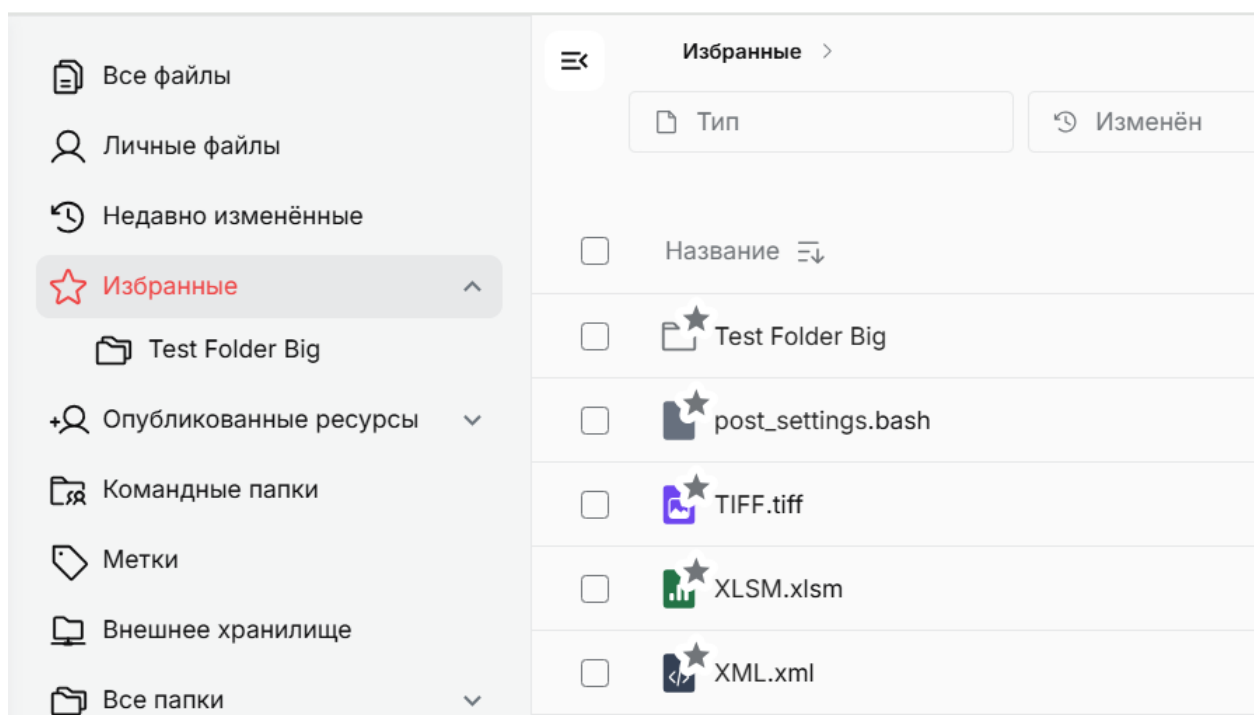 Все файлы
Личные файлы
Недавно изменённые
Избранные
Test Folder Big
Опубликованные ресурсы
Командные папки
Метки
Внешнее хранилище
Все папки
Избранные
Тип
Изменён
Название
Test Folder Big
post_settings.bash
TIFF.tiff
XLSM.xlsm
XML.xml